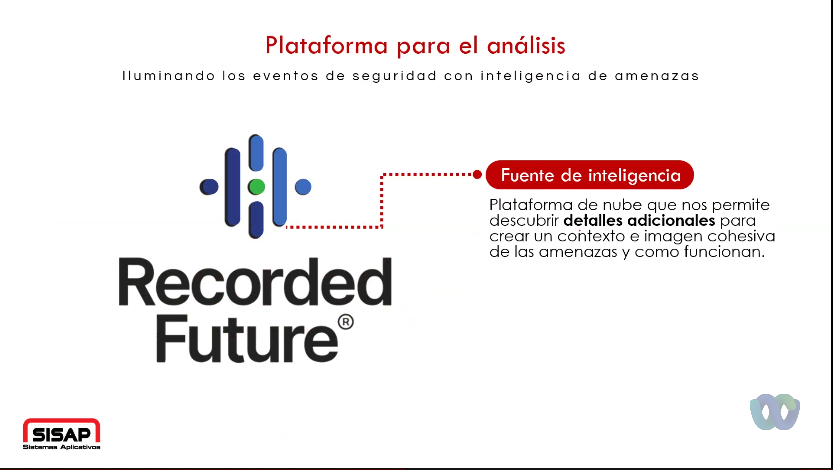 Plataforma para el análisis
Iluminando los eventos de seguridad con inteligencia de amenazas
Fuente de inteligencia
Plataforma de nube que nos permite
descubrir detalles adicionales para
crear un contexto e imagen cohesiva
de las amenazas y como funcionan.
Recorded
Future®
SISAP
Sistemas Aplicativos